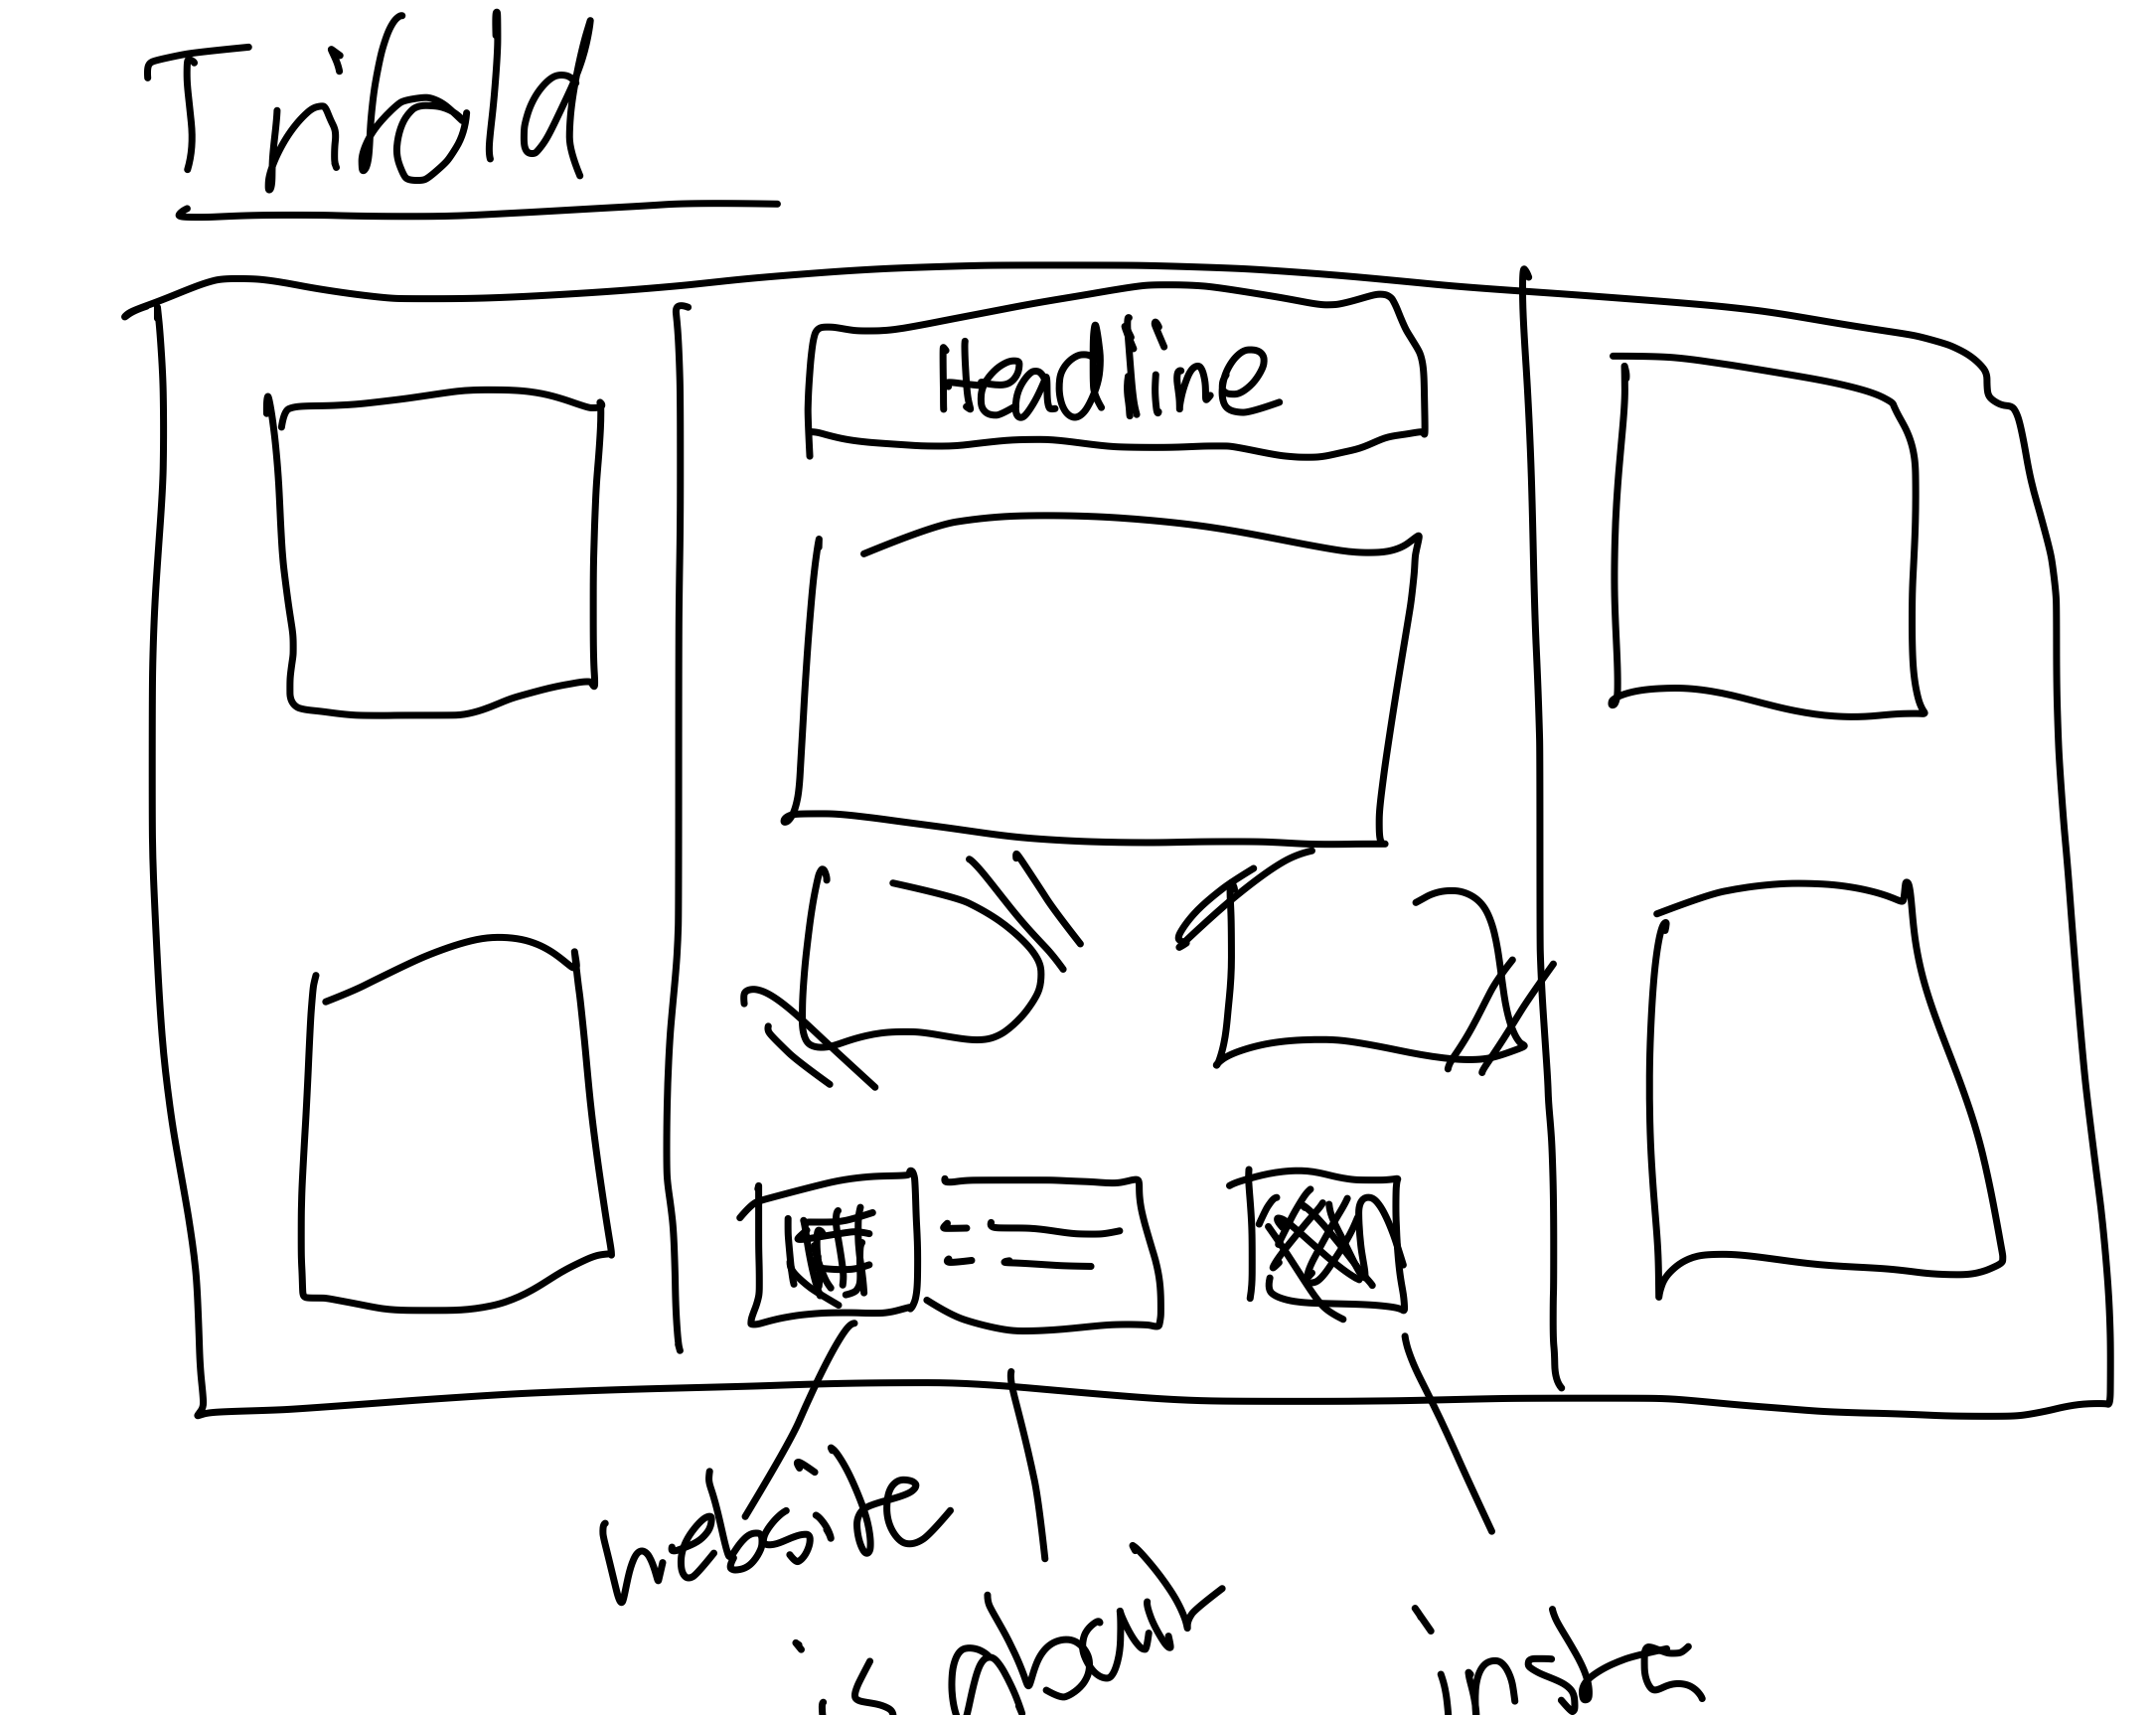 Trifold
Headline
website
is about
insta